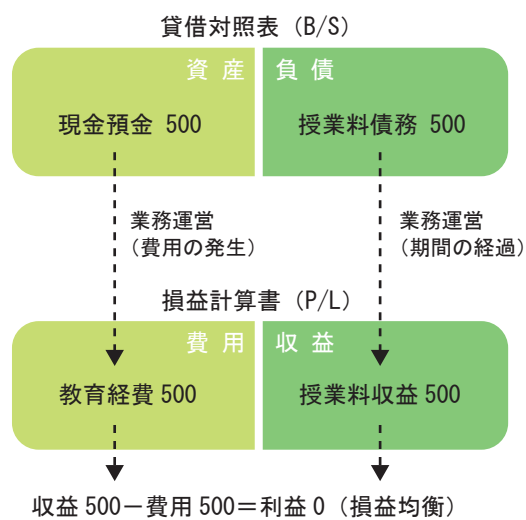 貸借対照表（B/S）
資産 負債
現金預金 500 授業料債務 500
業務運営 業務運営
（費用の発生） （期間の経過）
損益計算書（P/L）
費用 収益
教育経費 500 授業料収益 500
収益 500－費用 500＝利益 0（損益均衡）